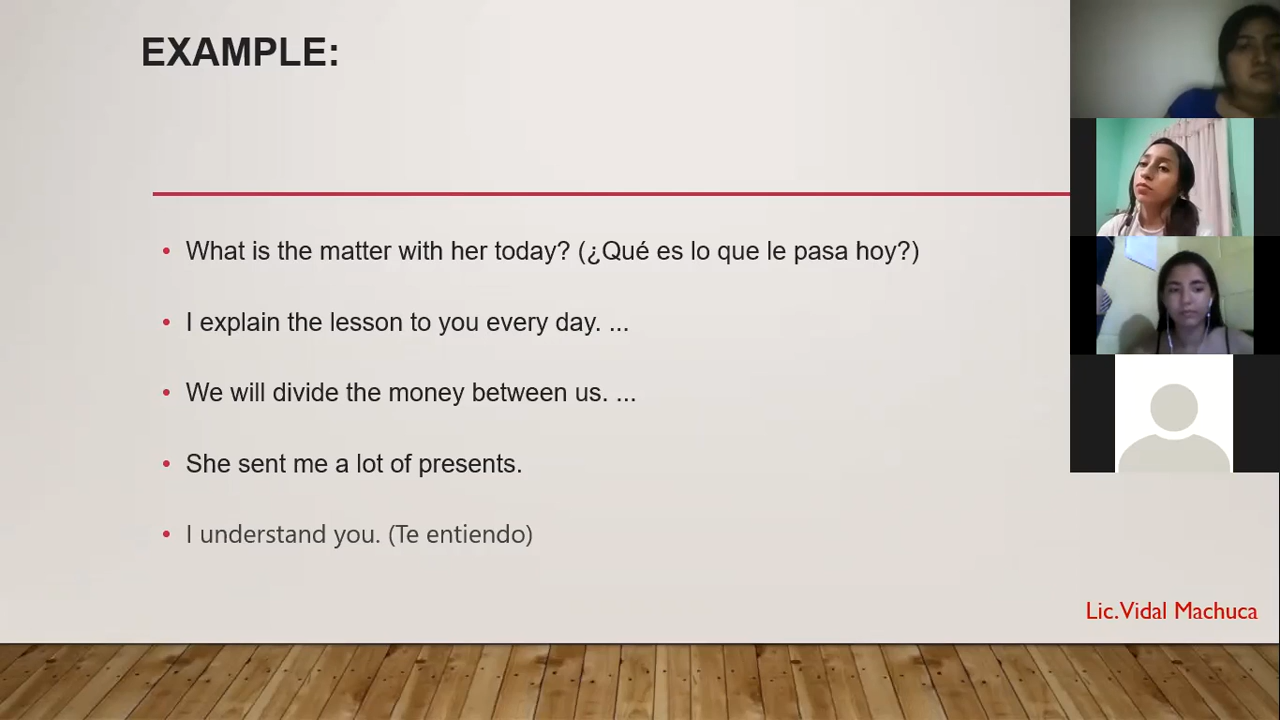 EXAMPLE:
• What is the matter with her today? (¿Qué es lo que le pasa hoy?)
• I explain the lesson to you every day. ...
• We will divide the money between us. ...
• She sent me a lot of presents.
• I understand you. (Te entiendo)
Lic.Vidal Machuca